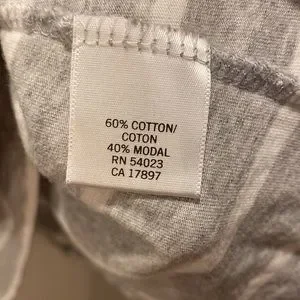 60% COTTON/
COTON
40% MODAL
RN 54023
CA 17897